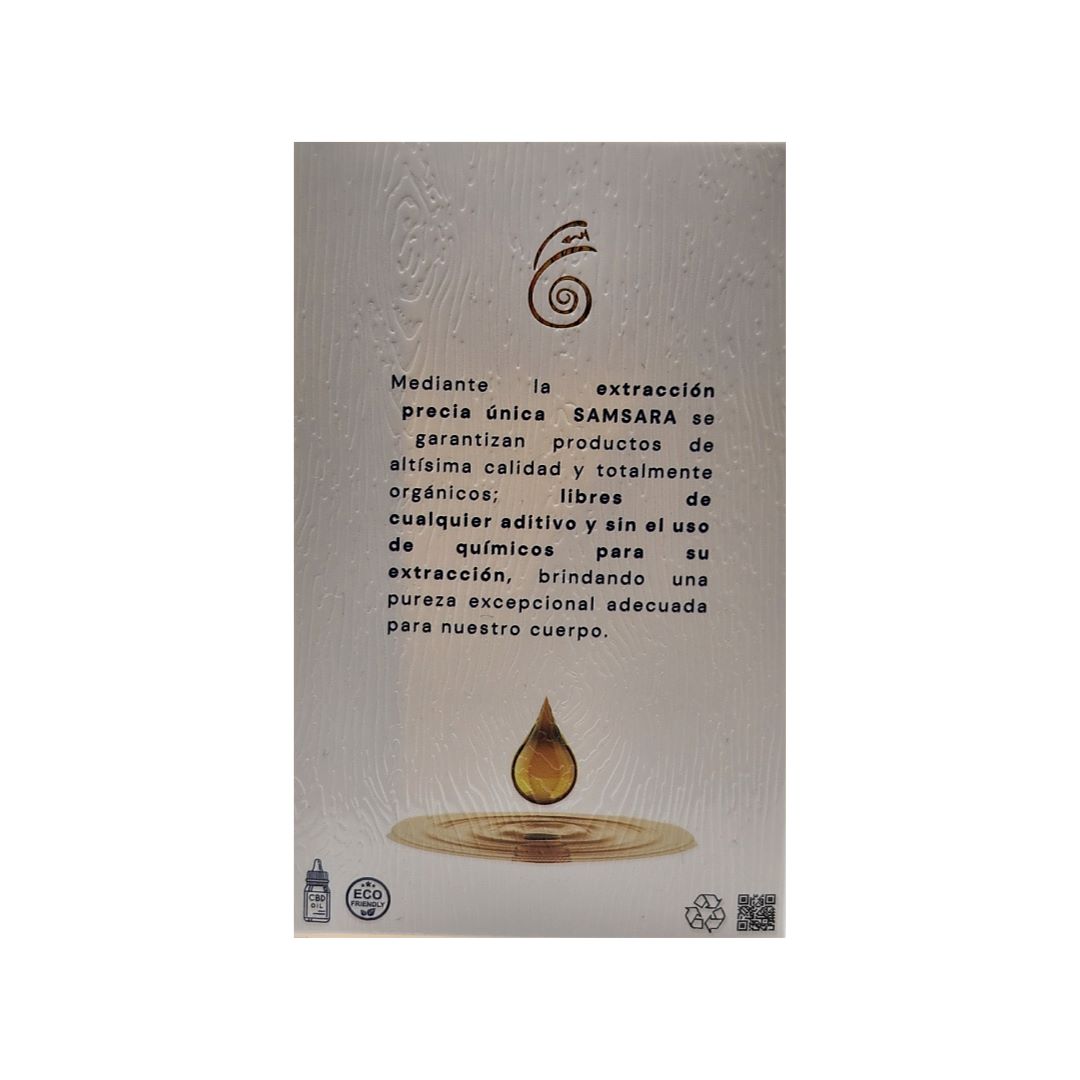 Mediante la extracción
precia única SAMSARA se
garantizan productos de
altísima calidad y totalmente
orgánicos; libres de
cualquier aditivo y sin el uso
de químicos para su
extracción, brindando una
pureza excepcional adecuada
para nuestro cuerpo.
CBD
OIL
ECO
FRIENDLY